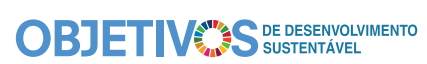 OBJETIVOS DE DESENVOLVIMENTO
SUSTENTÁVEL